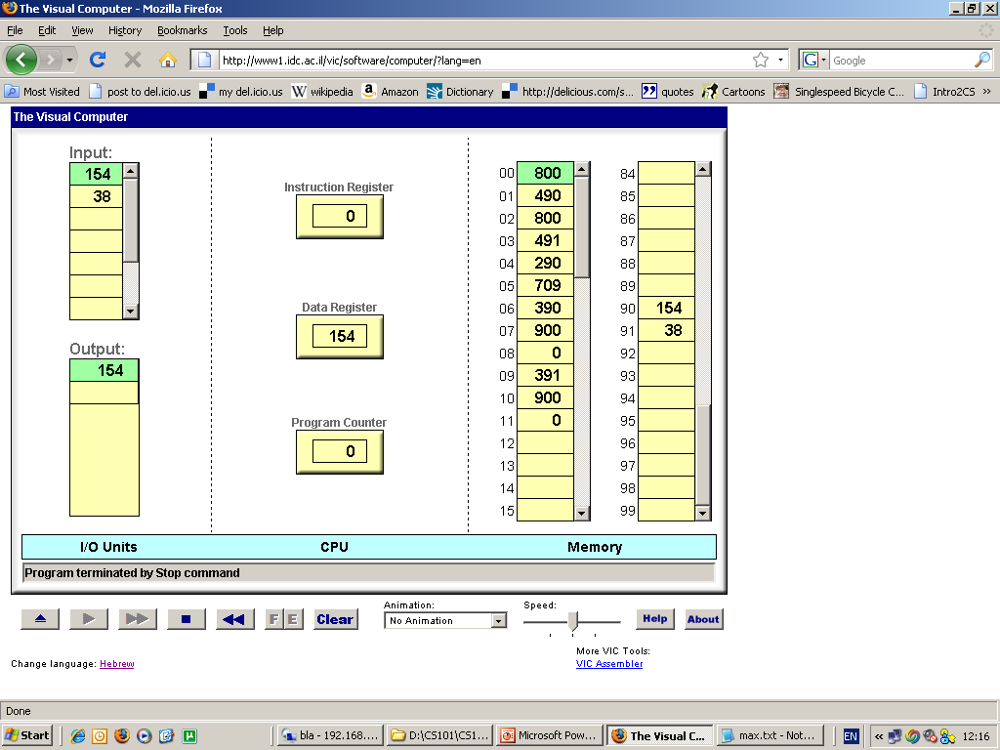 The Visual Computer - Mozilla Firefox
File Edit View History Bookmarks Tools Help
http://www1.idc.ac.il/vic/software/computer/?lang=en
G Google
Most Visited post to del.icio.us my del.icio.us W wikipedia a Amazon Dictionary http://delicious.com/s... quotes Cartoons Singlespeed Bicycle C... Intro2CS »
The Visual Computer
Input:
154
38
Output:
154
Instruction Register
0
Data Register
154
Program Counter
0
00 800
01 490
02 800
03 491
04 290
05 709
06 390
07 900
08 0
09 391
10 900
11 0
12
13
14
15
84
85
86
87
88
89
90 154
91 38
92
93
94
95
96
97
98
99
I/O Units CPU Memory
Program terminated by Stop command
F E Clear
Animation:
No Animation
Speed:
Help About
More VIC Tools:
VIC Assembler
Change language: Hebrew
Done
Start bla - 192.168.... D:\CS101\CS1... Microsoft Pow... The Visual C... max.txt - Not... EN « 12:16